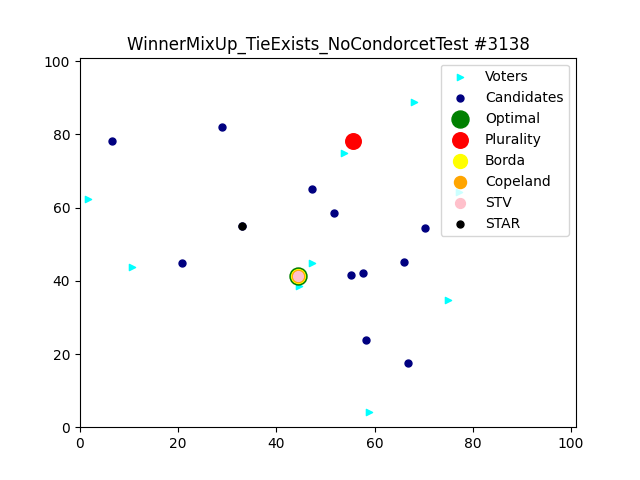 WinnerMixUp_TieExists_NoCondorcetTest #3138
100
80
60
40
20
0
0
20
40
60
80
100
Voters
Candidates
Optimal
Plurality
Borda
Copeland
STV
STAR